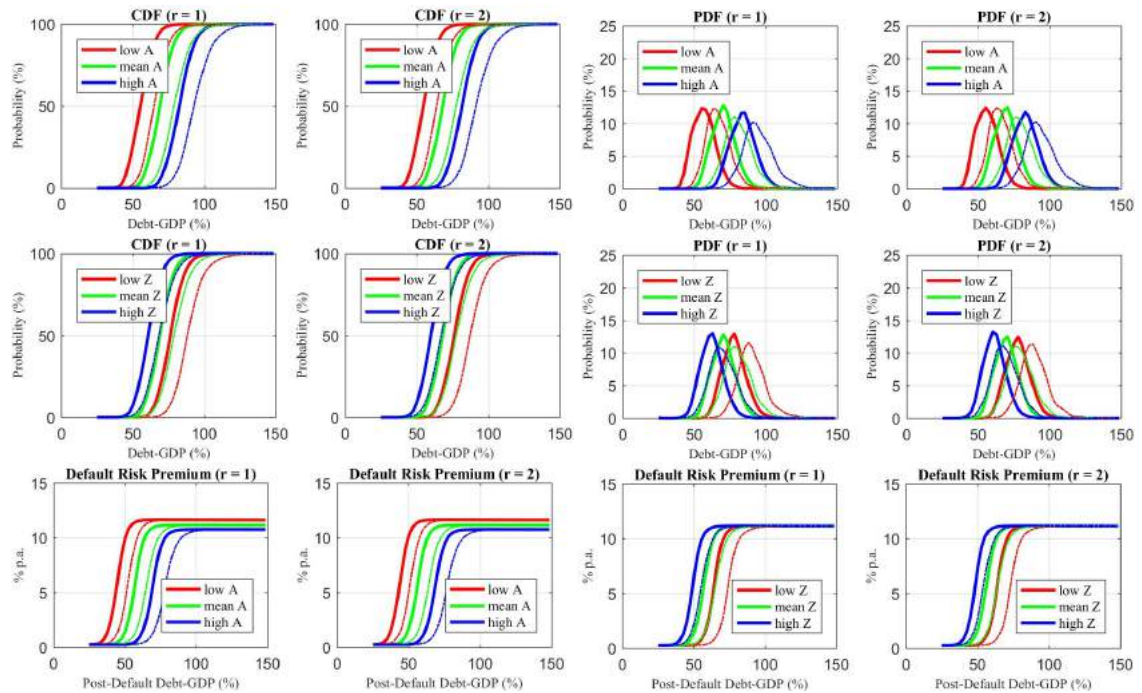 CDF (r = 1)
Probability (%)
100
50
0
low A
mean A
high A
0 50 100 150
Debt-GDP (%)
CDF (r = 2)
Probability (%)
100
50
0
low A
mean A
high A
0 50 100 150
Debt-GDP (%)
PDF (r = 1)
Probability (%)
25
20
15
10
5
0
low A
mean A
high A
0 50 100 150
Debt-GDP (%)
PDF (r = 2)
Probability (%)
25
20
15
10
5
0
low A
mean A
high A
0 50 100 150
Debt-GDP (%)
CDF (r = 1)
Probability (%)
100
50
0
low Z
mean Z
high Z
0 50 100 150
Debt-GDP (%)
CDF (r = 2)
Probability (%)
100
50
0
low Z
mean Z
high Z
0 50 100 150
Debt-GDP (%)
PDF (r = 1)
Probability (%)
25
20
15
10
5
0
low Z
mean Z
high Z
0 50 100 150
Debt-GDP (%)
PDF (r = 2)
Probability (%)
25
20
15
10
5
0
low Z
mean Z
high Z
0 50 100 150
Debt-GDP (%)
Default Risk Premium (r = 1)
% p.a.
15
10
5
0
low A
mean A
high A
0 50 100 150
Post-Default Debt-GDP (%)
Default Risk Premium (r = 2)
% p.a.
15
10
5
0
low A
mean A
high A
0 50 100 150
Post-Default Debt-GDP (%)
Default Risk Premium (r = 1)
% p.a.
15
10
5
0
low Z
mean Z
high Z
0 50 100 150
Post-Default Debt-GDP (%)
Default Risk Premium (r = 2)
% p.a.
15
10
5
0
low Z
mean Z
high Z
0 50 100 150
Post-Default Debt-GDP (%)